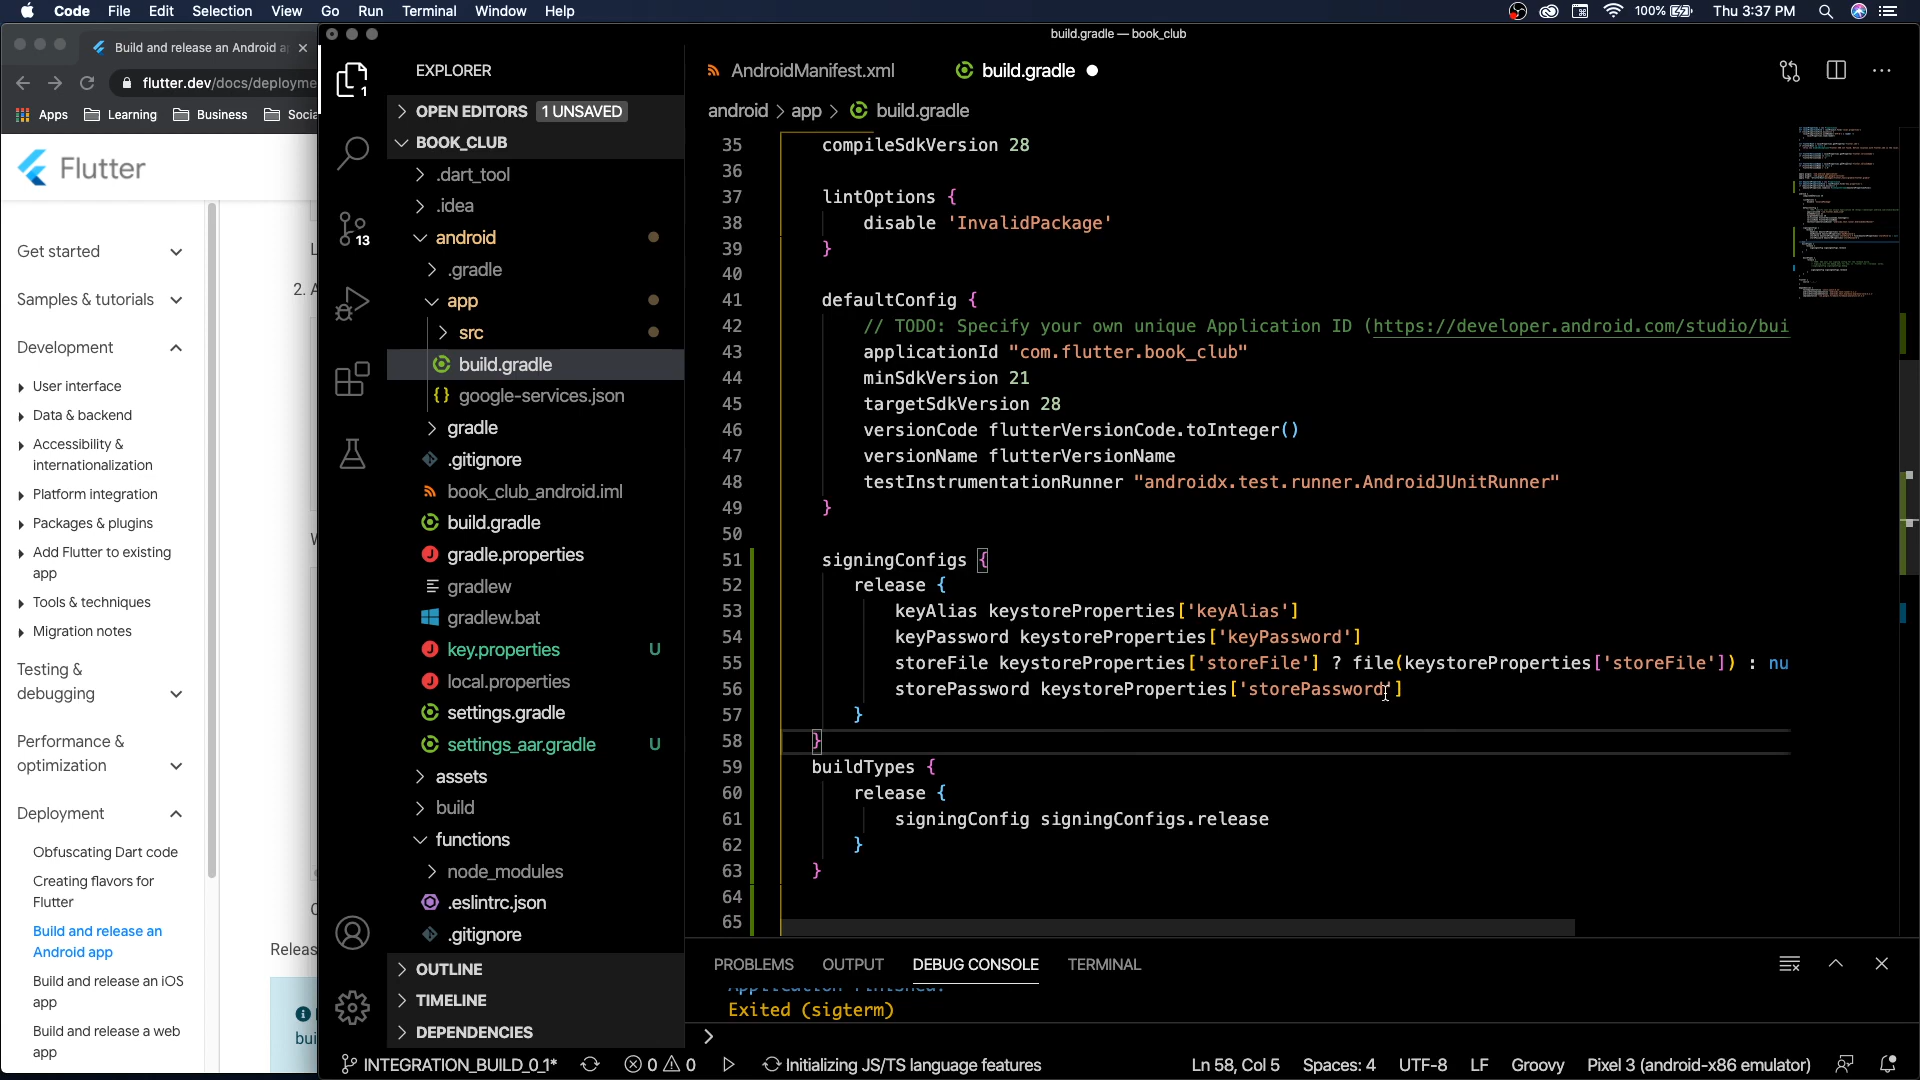 Code File Edit Selection View Go Run Terminal Window Help
100% Thu 3:37 PM
Build and release an Android a
build.gradle — book_club
flutter.dev/docs/deployme
Apps Learning Business Socia
Flutter
Get started
Samples & tutorials
Development
User interface
Data & backend
Accessibility &
internationalization
Platform integration
Packages & plugins
Add Flutter to existing
app
Tools & techniques
Migration notes
Testing &
debugging
Performance &
optimization
Deployment
Obfuscating Dart code
Creating flavors for
Flutter
Build and release an
Android app
Build and release an iOS
app
Build and release a web
app
2. A
Releas
bui
1
13
EXPLORER
OPEN EDITORS 1 UNSAVED
BOOK_CLUB
.dart_tool
.idea
android
.gradle
app
src
build.gradle
google-services.json
gradle
.gitignore
book_club_android.iml
build.gradle
gradle.properties
gradlew
gradlew.bat
key.properties U
local.properties
settings.gradle
settings_aar.gradle U
assets
build
functions
node_modules
.eslintrc.json
.gitignore
OUTLINE
TIMELINE
DEPENDENCIES
AndroidManifest.xml build.gradle
android > app > build.gradle
35 compileSdkVersion 28
36
37 lintOptions {
38 disable 'InvalidPackage'
39 }
40
41 defaultConfig {
42 // TODO: Specify your own unique Application ID (https://developer.android.com/studio/bui
43 applicationId "com.flutter.book_club"
44 minSdkVersion 21
45 targetSdkVersion 28
46 versionCode flutterVersionCode.toInteger()
47 versionName flutterVersionName
48 testInstrumentationRunner "androidx.test.runner.AndroidJUnitRunner"
49 }
50
51 signingConfigs {
52 release {
53 keyAlias keystoreProperties['keyAlias']
54 keyPassword keystoreProperties['keyPassword']
55 storeFile keystoreProperties['storeFile'] ? file(keystoreProperties['storeFile']) : nu
56 storePassword keystoreProperties['storePassword']
57 }
58 }
59 buildTypes {
60 release {
61 signingConfig signingConfigs.release
62 }
63 }
64
65
PROBLEMS OUTPUT DEBUG CONSOLE TERMINAL
Application finished.
Exited (sigterm)
INTEGRATION_BUILD_0_1* 0 0 Initializing JS/TS language features Ln 58, Col 5 Spaces: 4 UTF-8 LF Groovy Pixel 3 (android-x86 emulator)